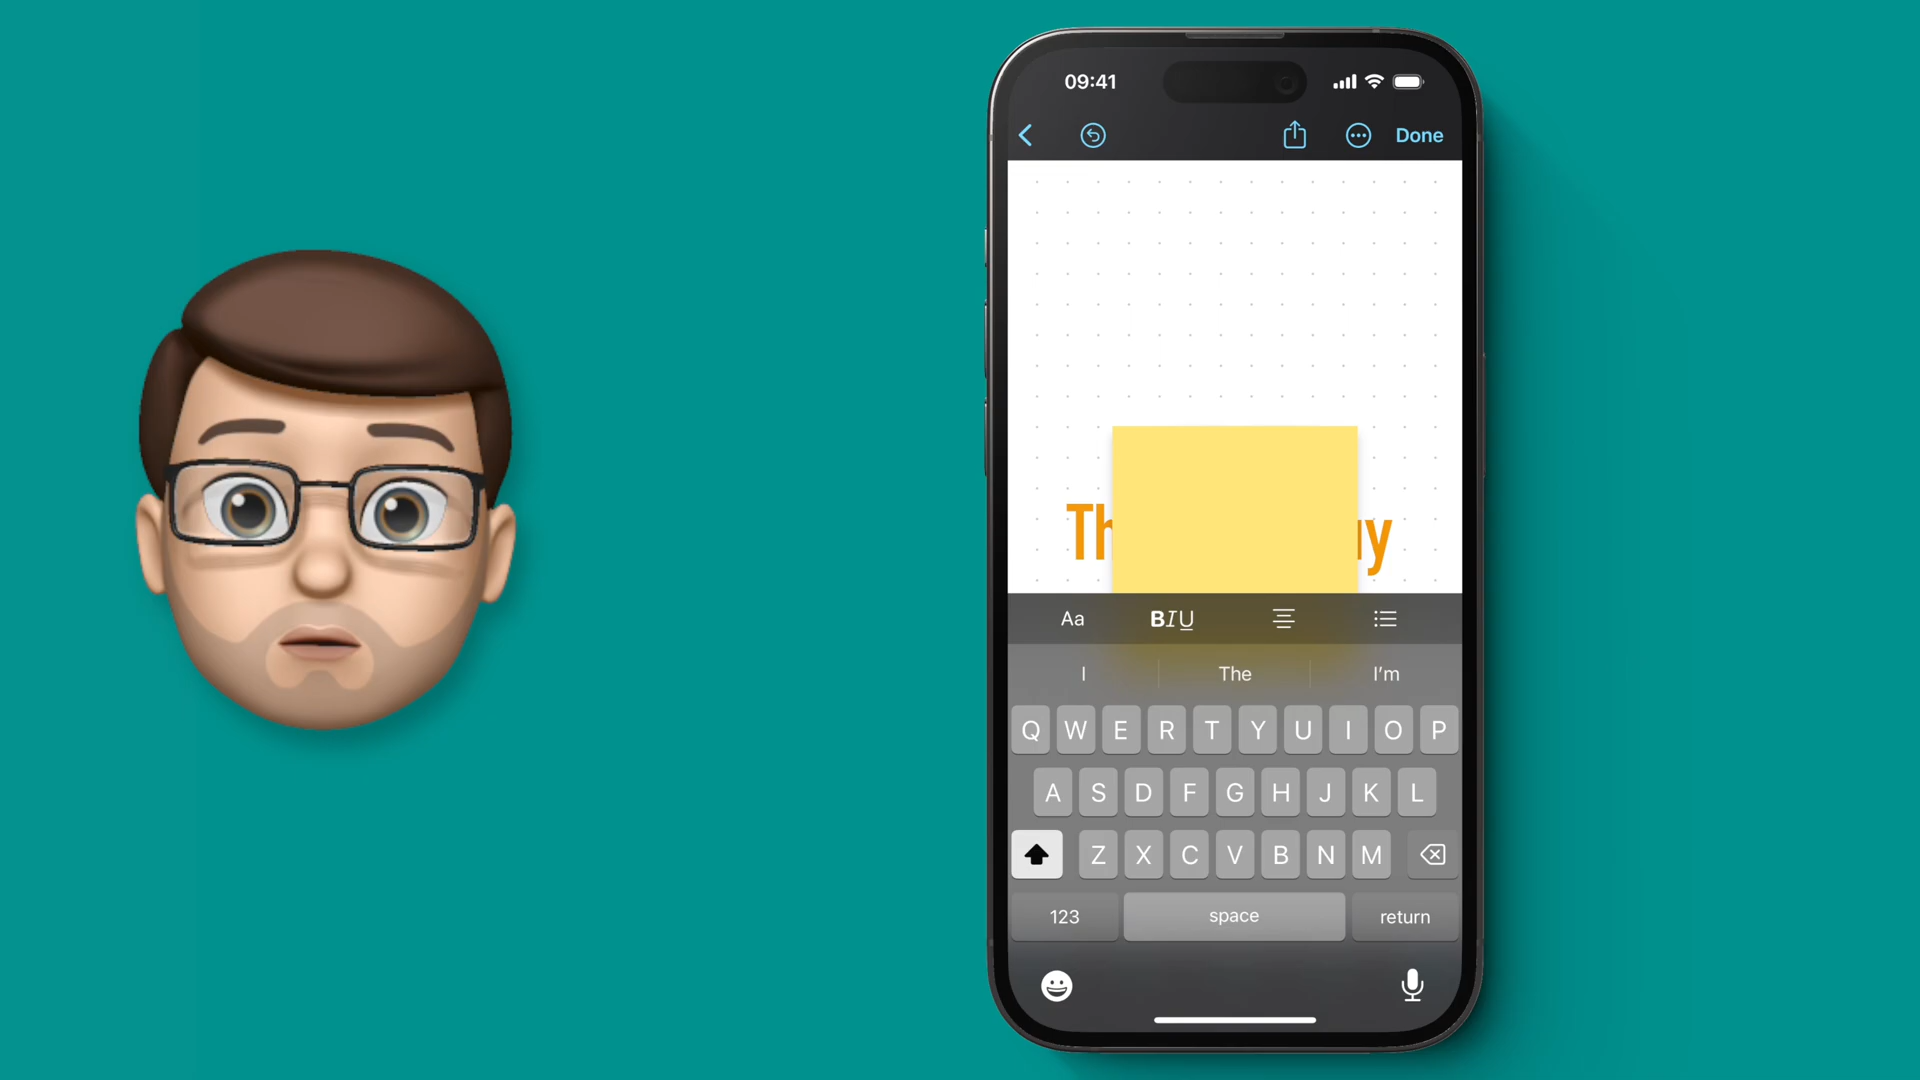 09:41
Done
Th
y
Aa
BIU
I The I'm
Q W E R T Y U I O P
A S D F G H J K L
Z X C V B N M
123 space return